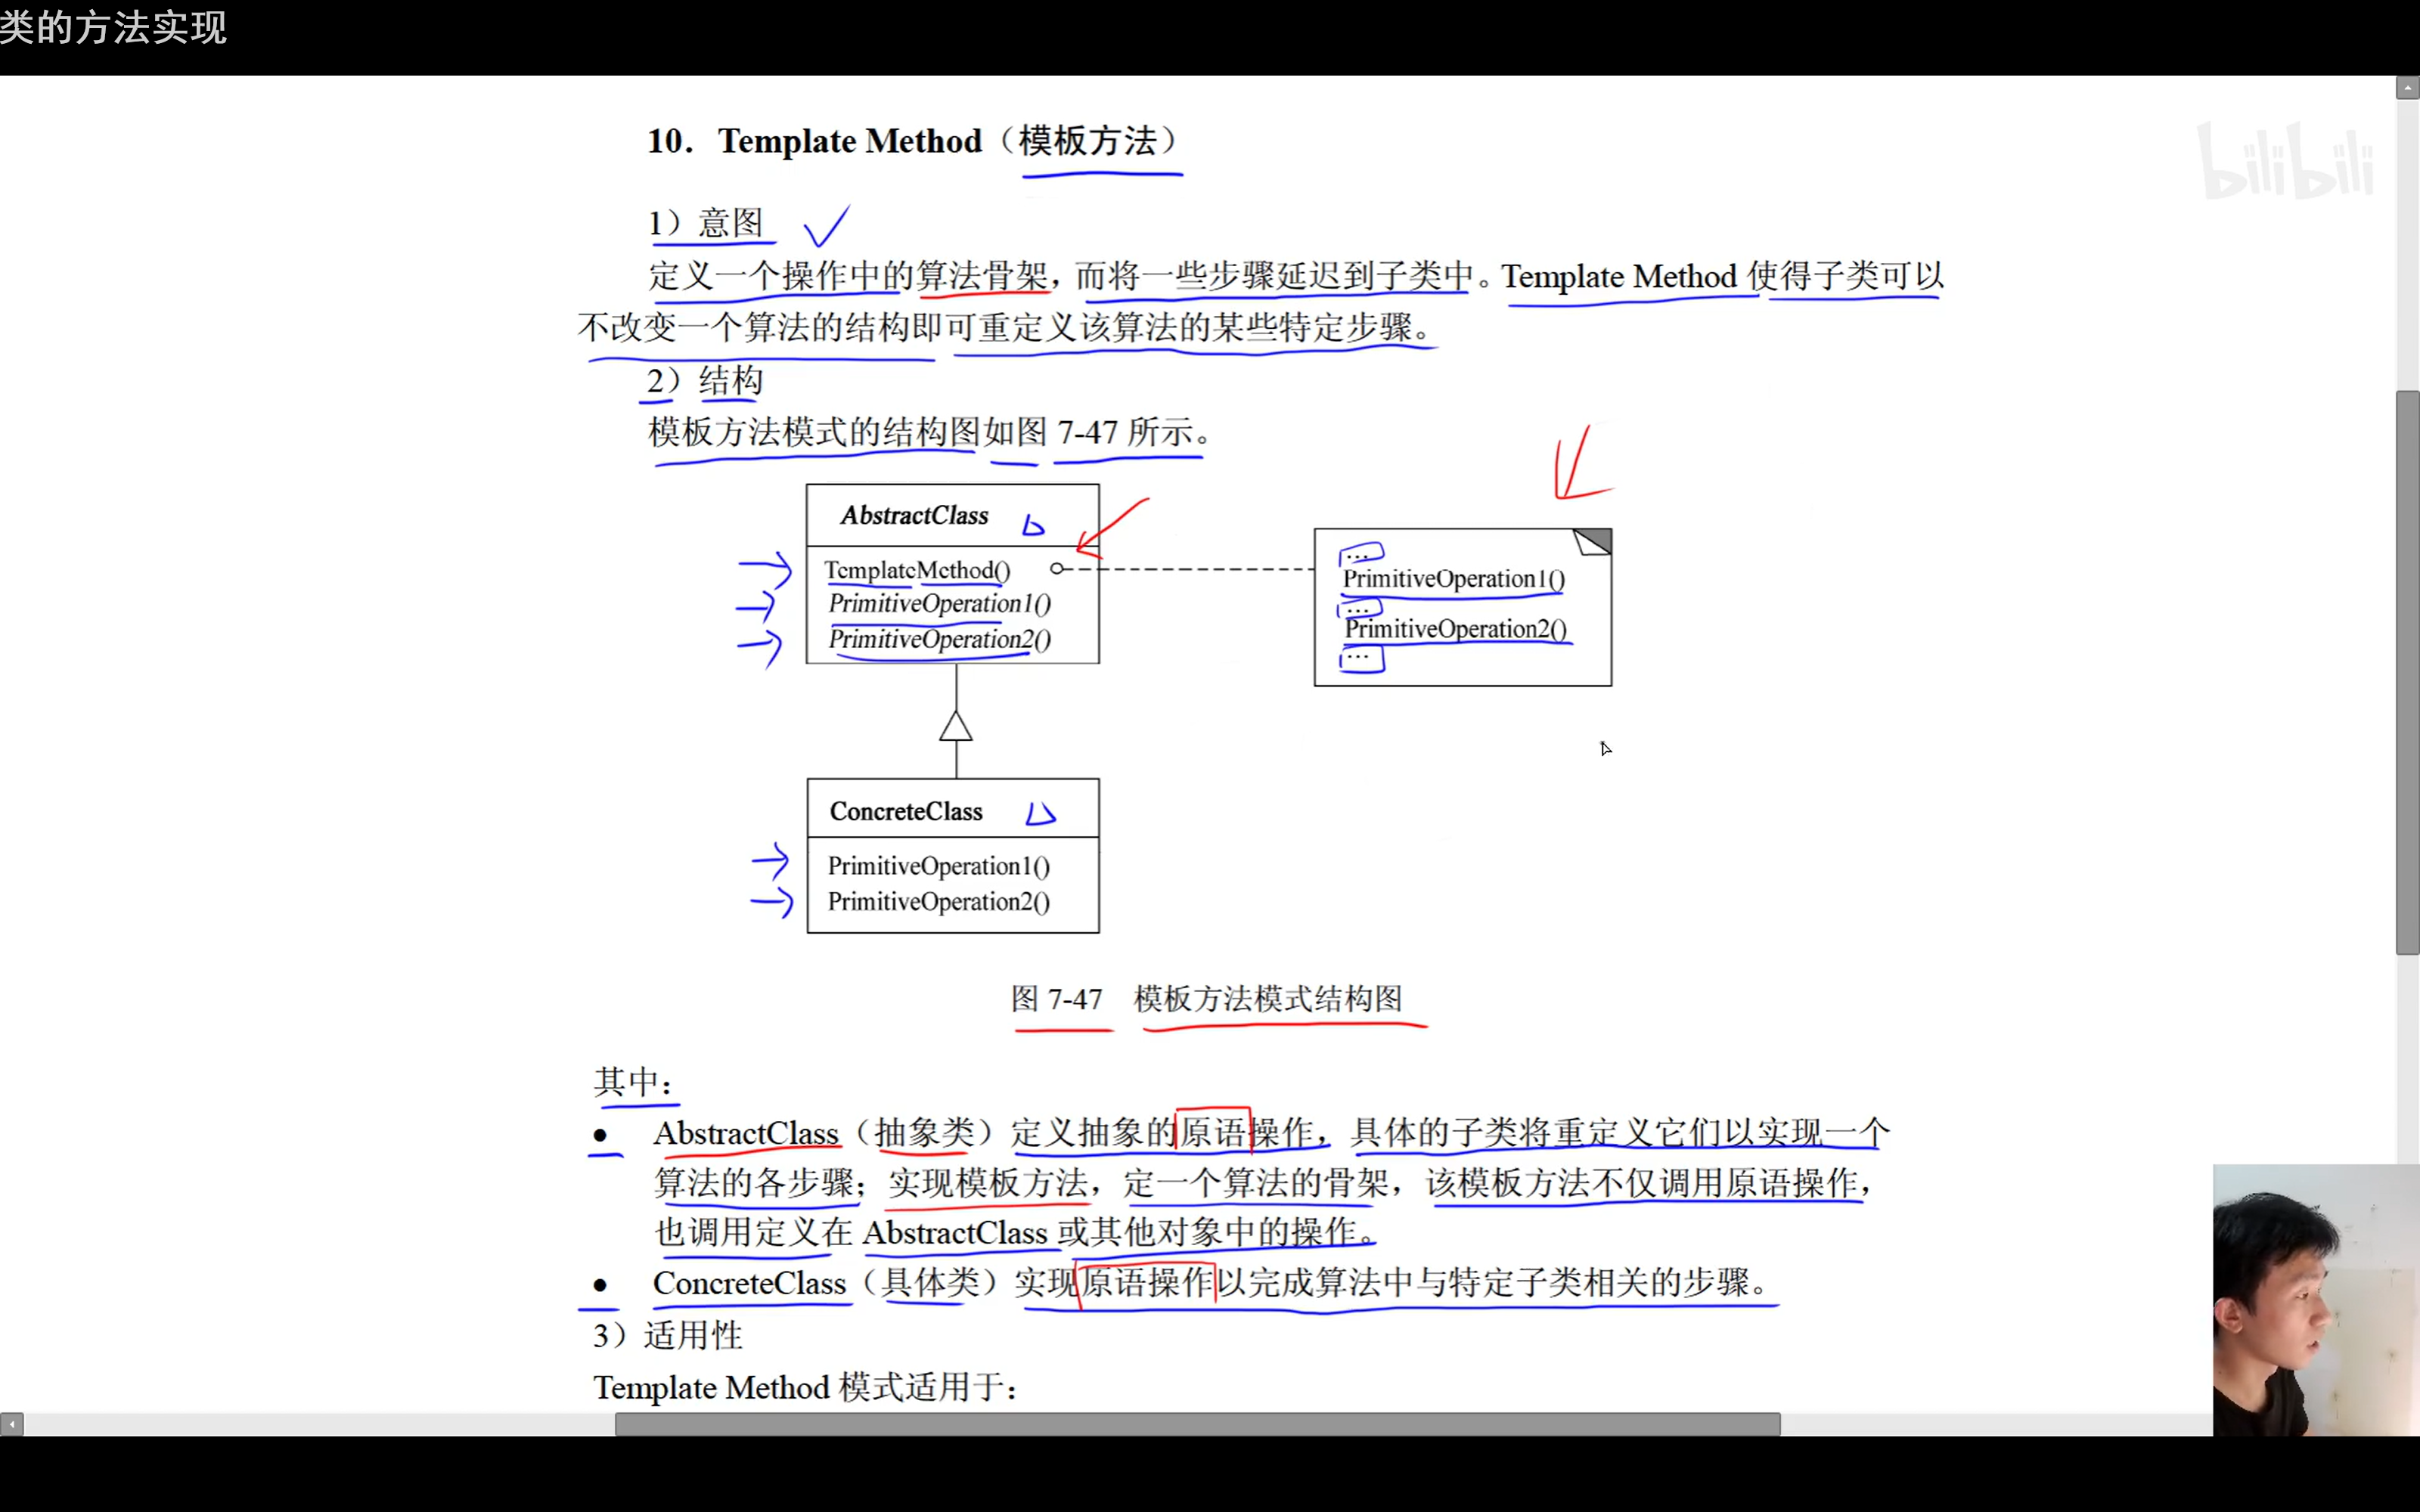 类的方法实现
bilibili
10. Template Method（模板方法）
1）意图
定义一个操作中的算法骨架，而将一些步骤延迟到子类中。Template Method 使得子类可以
不改变一个算法的结构即可重定义该算法的某些特定步骤。
2）结构
模板方法模式的结构图如图 7-47 所示。
AbstractClass
TemplateMethod()
PrimitiveOperation1()
PrimitiveOperation2()
...
PrimitiveOperation1()
...
PrimitiveOperation2()
...
ConcreteClass
PrimitiveOperation1()
PrimitiveOperation2()
图 7-47 模板方法模式结构图
其中：
● AbstractClass（抽象类）定义抽象的原语操作，具体的子类将重定义它们以实现一个
算法的各步骤；实现模板方法，定一个算法的骨架，该模板方法不仅调用原语操作，
也调用定义在 AbstractClass 或其他对象中的操作。
● ConcreteClass（具体类）实现原语操作以完成算法中与特定子类相关的步骤。
3）适用性
Template Method 模式适用于：